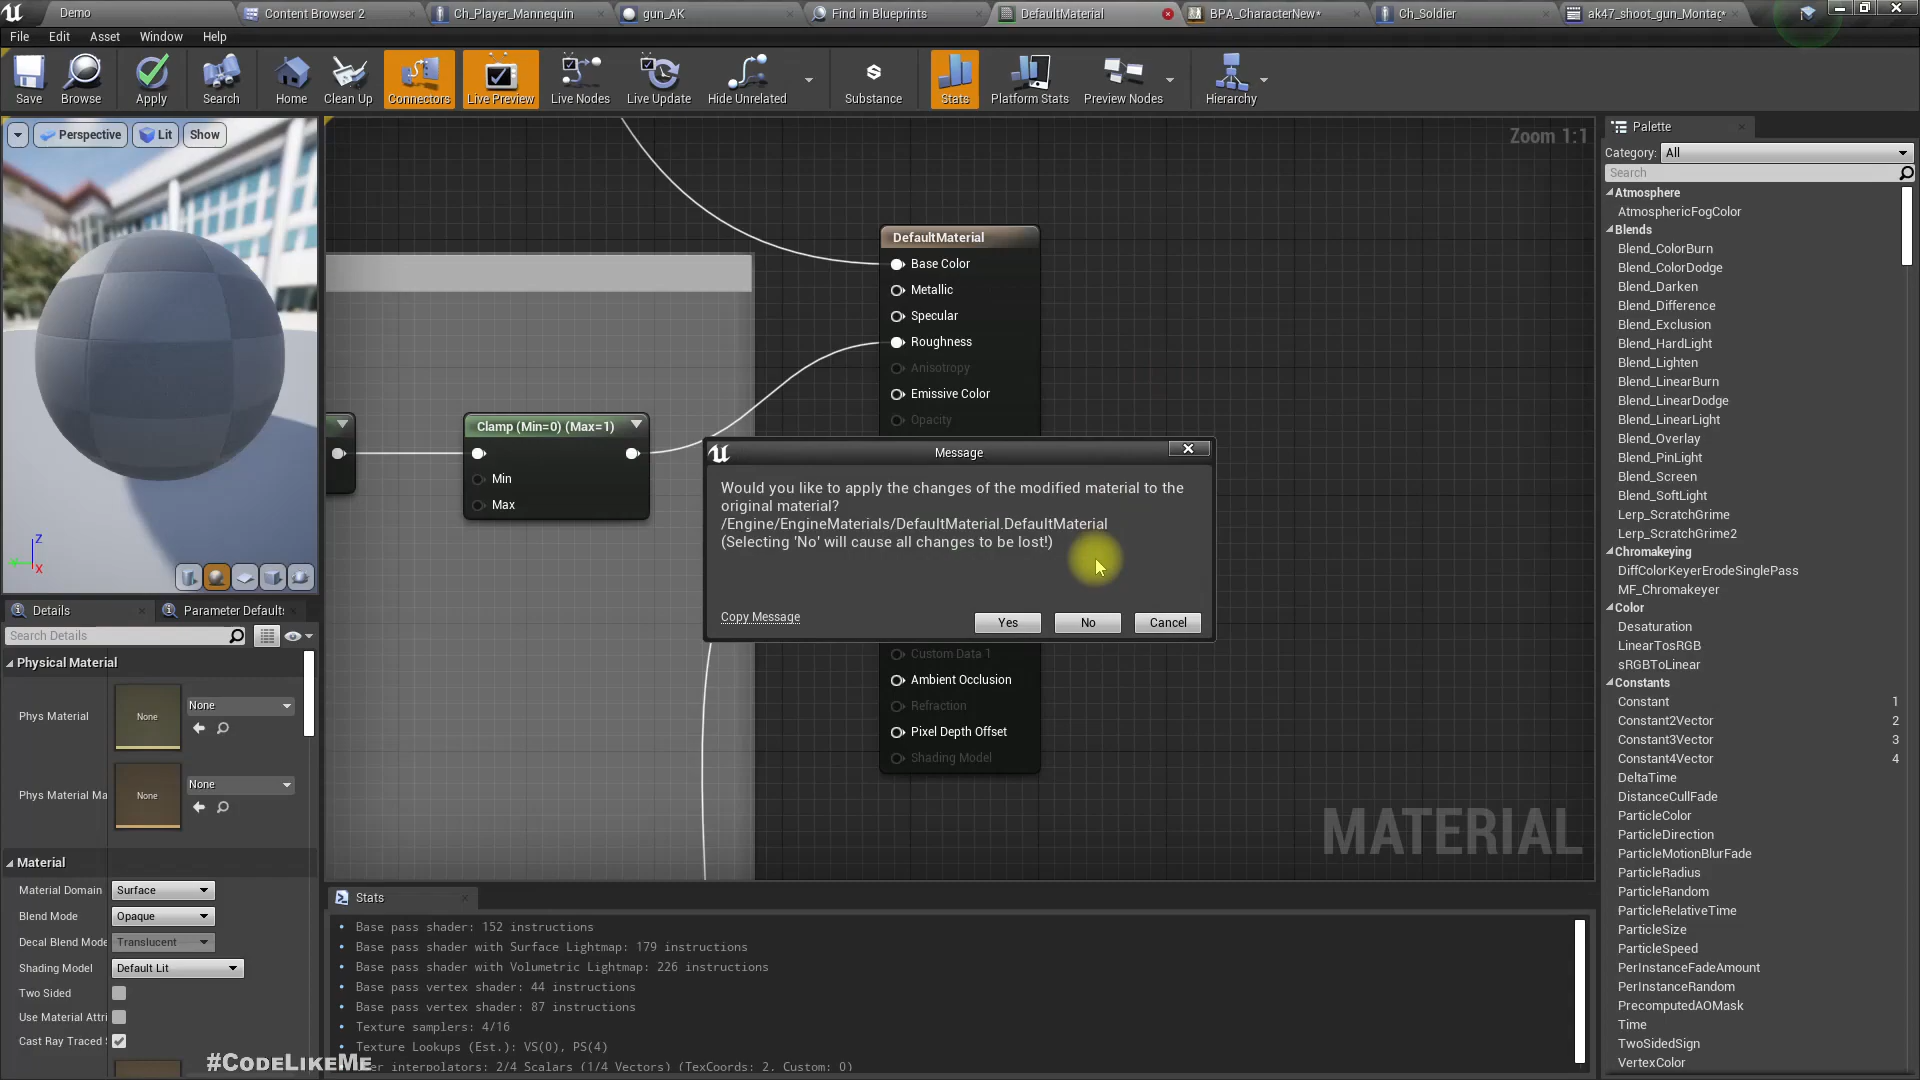 Demo
Content Browser 2
Ch_Player_Mannequin
gun_AK
Find in Blueprints
DefaultMaterial
BPA_CharacterNew*
Ch_Soldier
ak47_shoot_gun_Montag*
File
Edit
Asset
Window
Help
Save
Browse
Apply
Search
Home
Clean Up
Connectors
Live Preview
Live Nodes
Live Update
Hide Unrelated
Substance
Stats
Platform Stats
Preview Nodes
Hierarchy
Perspective
Lit
Show
Zoom 1:1
DefaultMaterial
Base Color
Metallic
Specular
Roughness
Anisotropy
Emissive Color
Opacity
Clamp (Min=0) (Max=1)
Min
Max
Message
Would you like to apply the changes of the modified material to the
original material?
/Engine/EngineMaterials/DefaultMaterial.DefaultMaterial
(Selecting 'No' will cause all changes to be lost!)
Copy Message
Yes
No
Cancel
Custom Data 1
Ambient Occlusion
Refraction
Pixel Depth Offset
Shading Model
MATERIAL
Z
X
Details
Parameter Default
Search Details
Physical Material
Phys Material
None
None
Phys Material Ma
None
None
Material
Material Domain
Surface
Blend Mode
Opaque
Decal Blend Mode
Translucent
Shading Model
Default Lit
Two Sided
Use Material Attri
Cast Ray Traced
#CodeLikeMe
Stats
Base pass shader: 152 instructions
Base pass shader with Surface Lightmap: 179 instructions
Base pass shader with Volumetric Lightmap: 226 instructions
Base pass vertex shader: 44 instructions
Base pass vertex shader: 87 instructions
Texture samplers: 4/16
Texture Lookups (Est.): VS(0), PS(4)
interpolators: 2/4 Scalars (1/4 Vectors) (TexCoords: 2, Custom: 0)
Palette
Category:
All
Search
Atmosphere
AtmosphericFogColor
Blends
Blend_ColorBurn
Blend_ColorDodge
Blend_Darken
Blend_Difference
Blend_Exclusion
Blend_HardLight
Blend_Lighten
Blend_LinearBurn
Blend_LinearDodge
Blend_LinearLight
Blend_Overlay
Blend_PinLight
Blend_Screen
Blend_SoftLight
Lerp_ScratchGrime
Lerp_ScratchGrime2
Chromakeying
DiffColorKeyerErodeSinglePass
MF_Chromakeyer
Color
Desaturation
LinearTosRGB
sRGBToLinear
Constants
Constant 1
Constant2Vector 2
Constant3Vector 3
Constant4Vector 4
DeltaTime
DistanceCullFade
ParticleColor
ParticleDirection
ParticleMotionBlurFade
ParticleRadius
ParticleRandom
ParticleRelativeTime
ParticleSize
ParticleSpeed
PerInstanceFadeAmount
PerInstanceRandom
PrecomputedAOMask
Time
TwoSidedSign
VertexColor